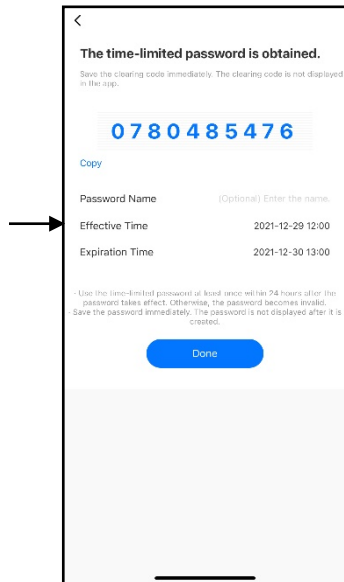 The time-limited password is obtained.
Save the clearing code immediately. The clearing code is not displayed
in the app.
0780485476
Copy
Password Name (Optional) Enter the name.
Effective Time 2021-12-29 12:00
Expiration Time 2021-12-30 13:00
- Use the time-limited password at least once within 24 hours after the
password takes effect. Otherwise, the password becomes invalid.
- Save the password immediately. The password is not displayed after it is
created.
Done